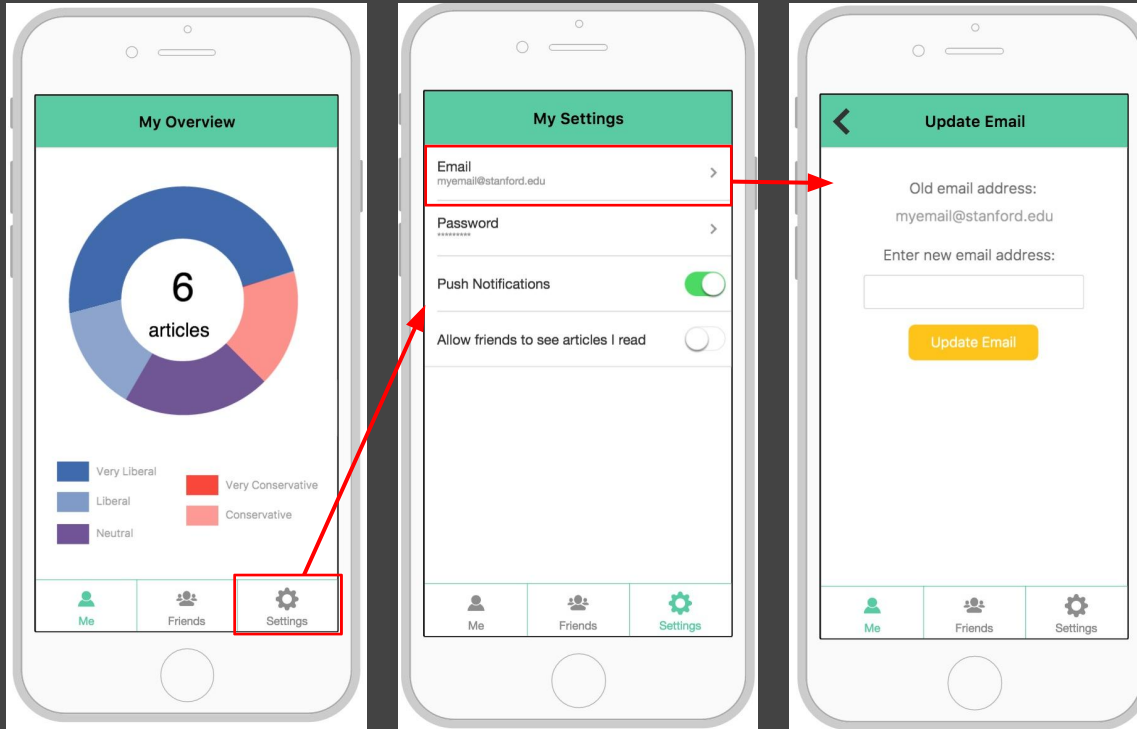 My Overview
6
articles
Very Liberal
Liberal
Neutral
Very Conservative
Conservative
Me
Friends
Settings
My Settings
Email
myemail@stanford.edu
Password
*********
Push Notifications
Allow friends to see articles I read
Me
Friends
Settings
Update Email
Old email address:
myemail@stanford.edu
Enter new email address:
Update Email
Me
Friends
Settings